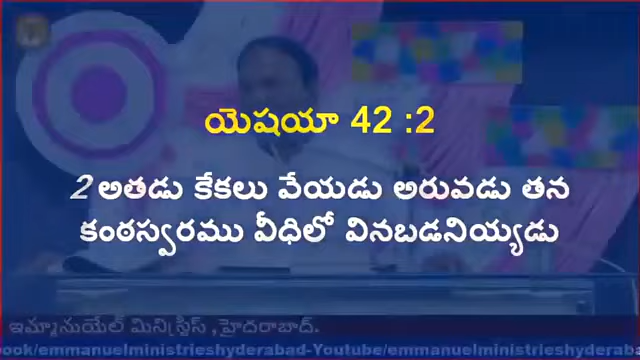 యెషయా 42 :2
2 అతడు కేకలు వేయడు అరువడు తన
కంఠస్వరము వీధిలో వినబడనియ్యడు
ఇమ్మానుయేల్ మినిస్ట్రీస్ ,హైదరాబాద్.
ook/emmanuelministrieshyderabad-Youtube/emmanuelministrieshyderaba